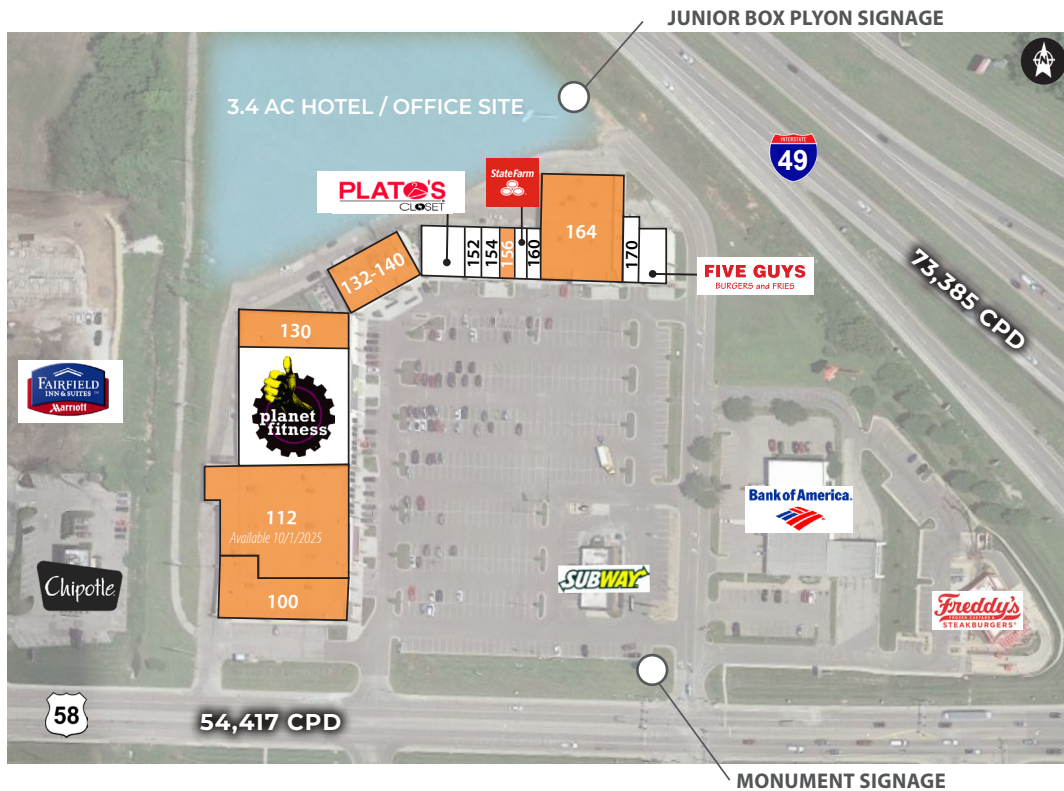 JUNIOR BOX PLYON SIGNAGE
N
3.4 AC HOTEL / OFFICE SITE
INTERSTATE
49
StateFarm
PLATO'S
CLOSET
152
154
156
160
164
170
132-140
FIVE GUYS
BURGERS and FRIES
73,385 CPD
130
FAIRFIELD
INN & SUITES
Marriott
planet
fitness
Bank of America.
112
Available 10/1/2025
Chipotle
SUBWAY
100
Freddy's
FROZEN CUSTARD &
STEAKBURGERS
58
54,417 CPD
MONUMENT SIGNAGE